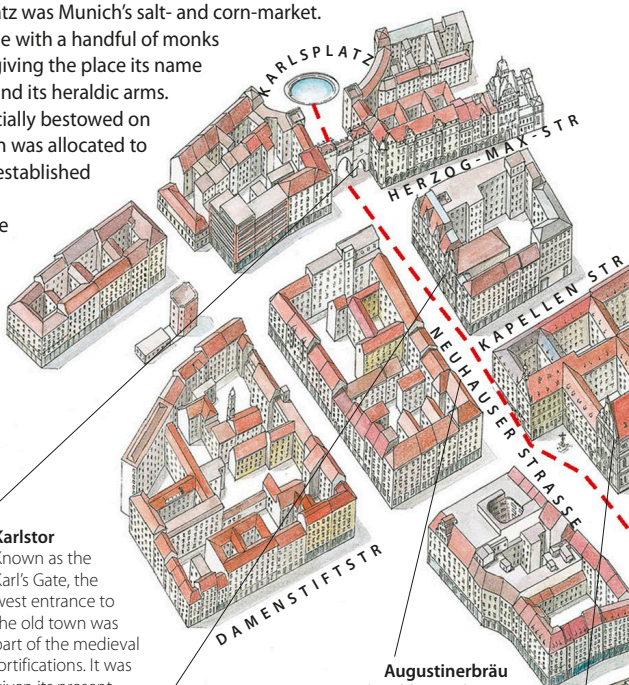 atz was Munich's salt- and corn-market.
e with a handful of monks
giving the place its name
nd its heraldic arms.
tially bestowed on
n was allocated to
established
e
KARLSPLATZ
HERZOG-MAX-STR
KAPELLEN STR
NEUHAUSER STRASSE
DAMENSTIFTSTR
Karlstor
Known as the
Karl's Gate, the
west entrance to
the old town was
part of the medieval
fortifications. It was
given its present
Augustinerbräu